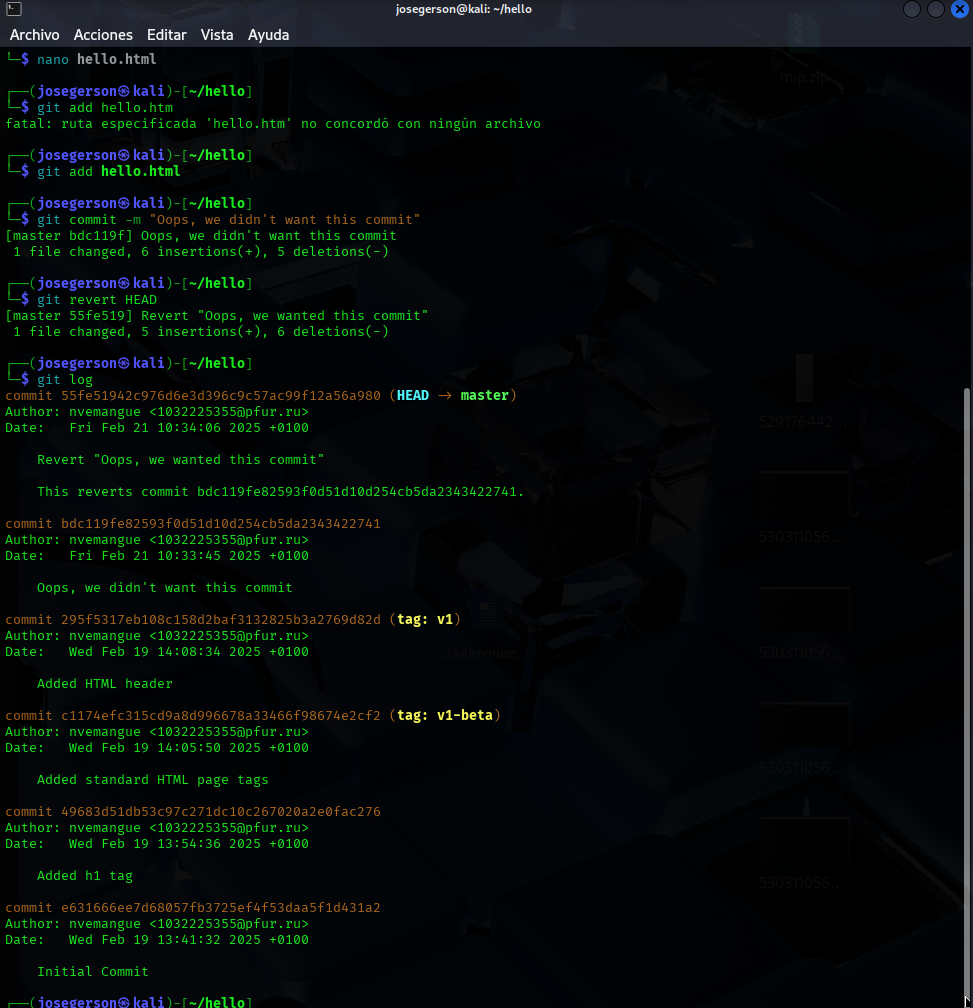 josegerson@kali: ~/hello
Archivo Acciones Editar Vista Ayuda
└─$ nano hello.html
┌──(josegerson㉿kali)-[~/hello]
└─$ git add hello.htm
fatal: ruta especificada 'hello.htm' no concordó con ningún archivo
┌──(josegerson㉿kali)-[~/hello]
└─$ git add hello.html
┌──(josegerson㉿kali)-[~/hello]
└─$ git commit -m "Oops, we didn't want this commit"
[master bdc119f] Oops, we didn't want this commit
1 file changed, 6 insertions(+), 5 deletions(-)
┌──(josegerson㉿kali)-[~/hello]
└─$ git revert HEAD
[master 55fe519] Revert "Oops, we wanted this commit"
1 file changed, 5 insertions(+), 6 deletions(-)
┌──(josegerson㉿kali)-[~/hello]
└─$ git log
commit 55fe51942c976d6e3d396c9c57ac99f12a56a980 (HEAD -> master)
Author: nvemangue <1032225355@pfur.ru>
Date:   Fri Feb 21 10:34:06 2025 +0100
Revert "Oops, we wanted this commit"
This reverts commit bdc119fe82593f0d51d10d254cb5da2343422741.
commit bdc119fe82593f0d51d10d254cb5da2343422741
Author: nvemangue <1032225355@pfur.ru>
Date:   Fri Feb 21 10:33:45 2025 +0100
Oops, we didn't want this commit
commit 295f5317eb108c158d2baf3132825b3a2769d82d (tag: v1)
Author: nvemangue <1032225355@pfur.ru>
Date:   Wed Feb 19 14:08:34 2025 +0100
Added HTML header
commit c1174efc315cd9a8d996678a33466f98674e2cf2 (tag: v1-beta)
Author: nvemangue <1032225355@pfur.ru>
Date:   Wed Feb 19 14:05:50 2025 +0100
Added standard HTML page tags
commit 49683d51db53c97c271dc10c267020a2e0fac276
Author: nvemangue <1032225355@pfur.ru>
Date:   Wed Feb 19 13:54:36 2025 +0100
Added h1 tag
commit e631666ee7d68057fb3725ef4f53daa5f1d431a2
Author: nvemangue <1032225355@pfur.ru>
Date:   Wed Feb 19 13:41:32 2025 +0100
Initial Commit
┌──(josegerson㉿kali)-[~/hello]
mip.zip
529176442...
530311056...
Заявление...
530311056...
530311056...
530311056...